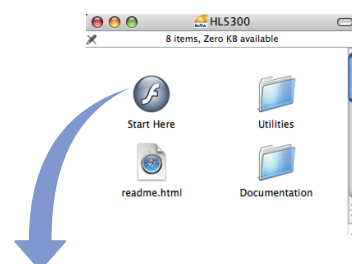 HL5300
8 items, Zero KB available
Start Here
Utilities
readme.html
Documentation